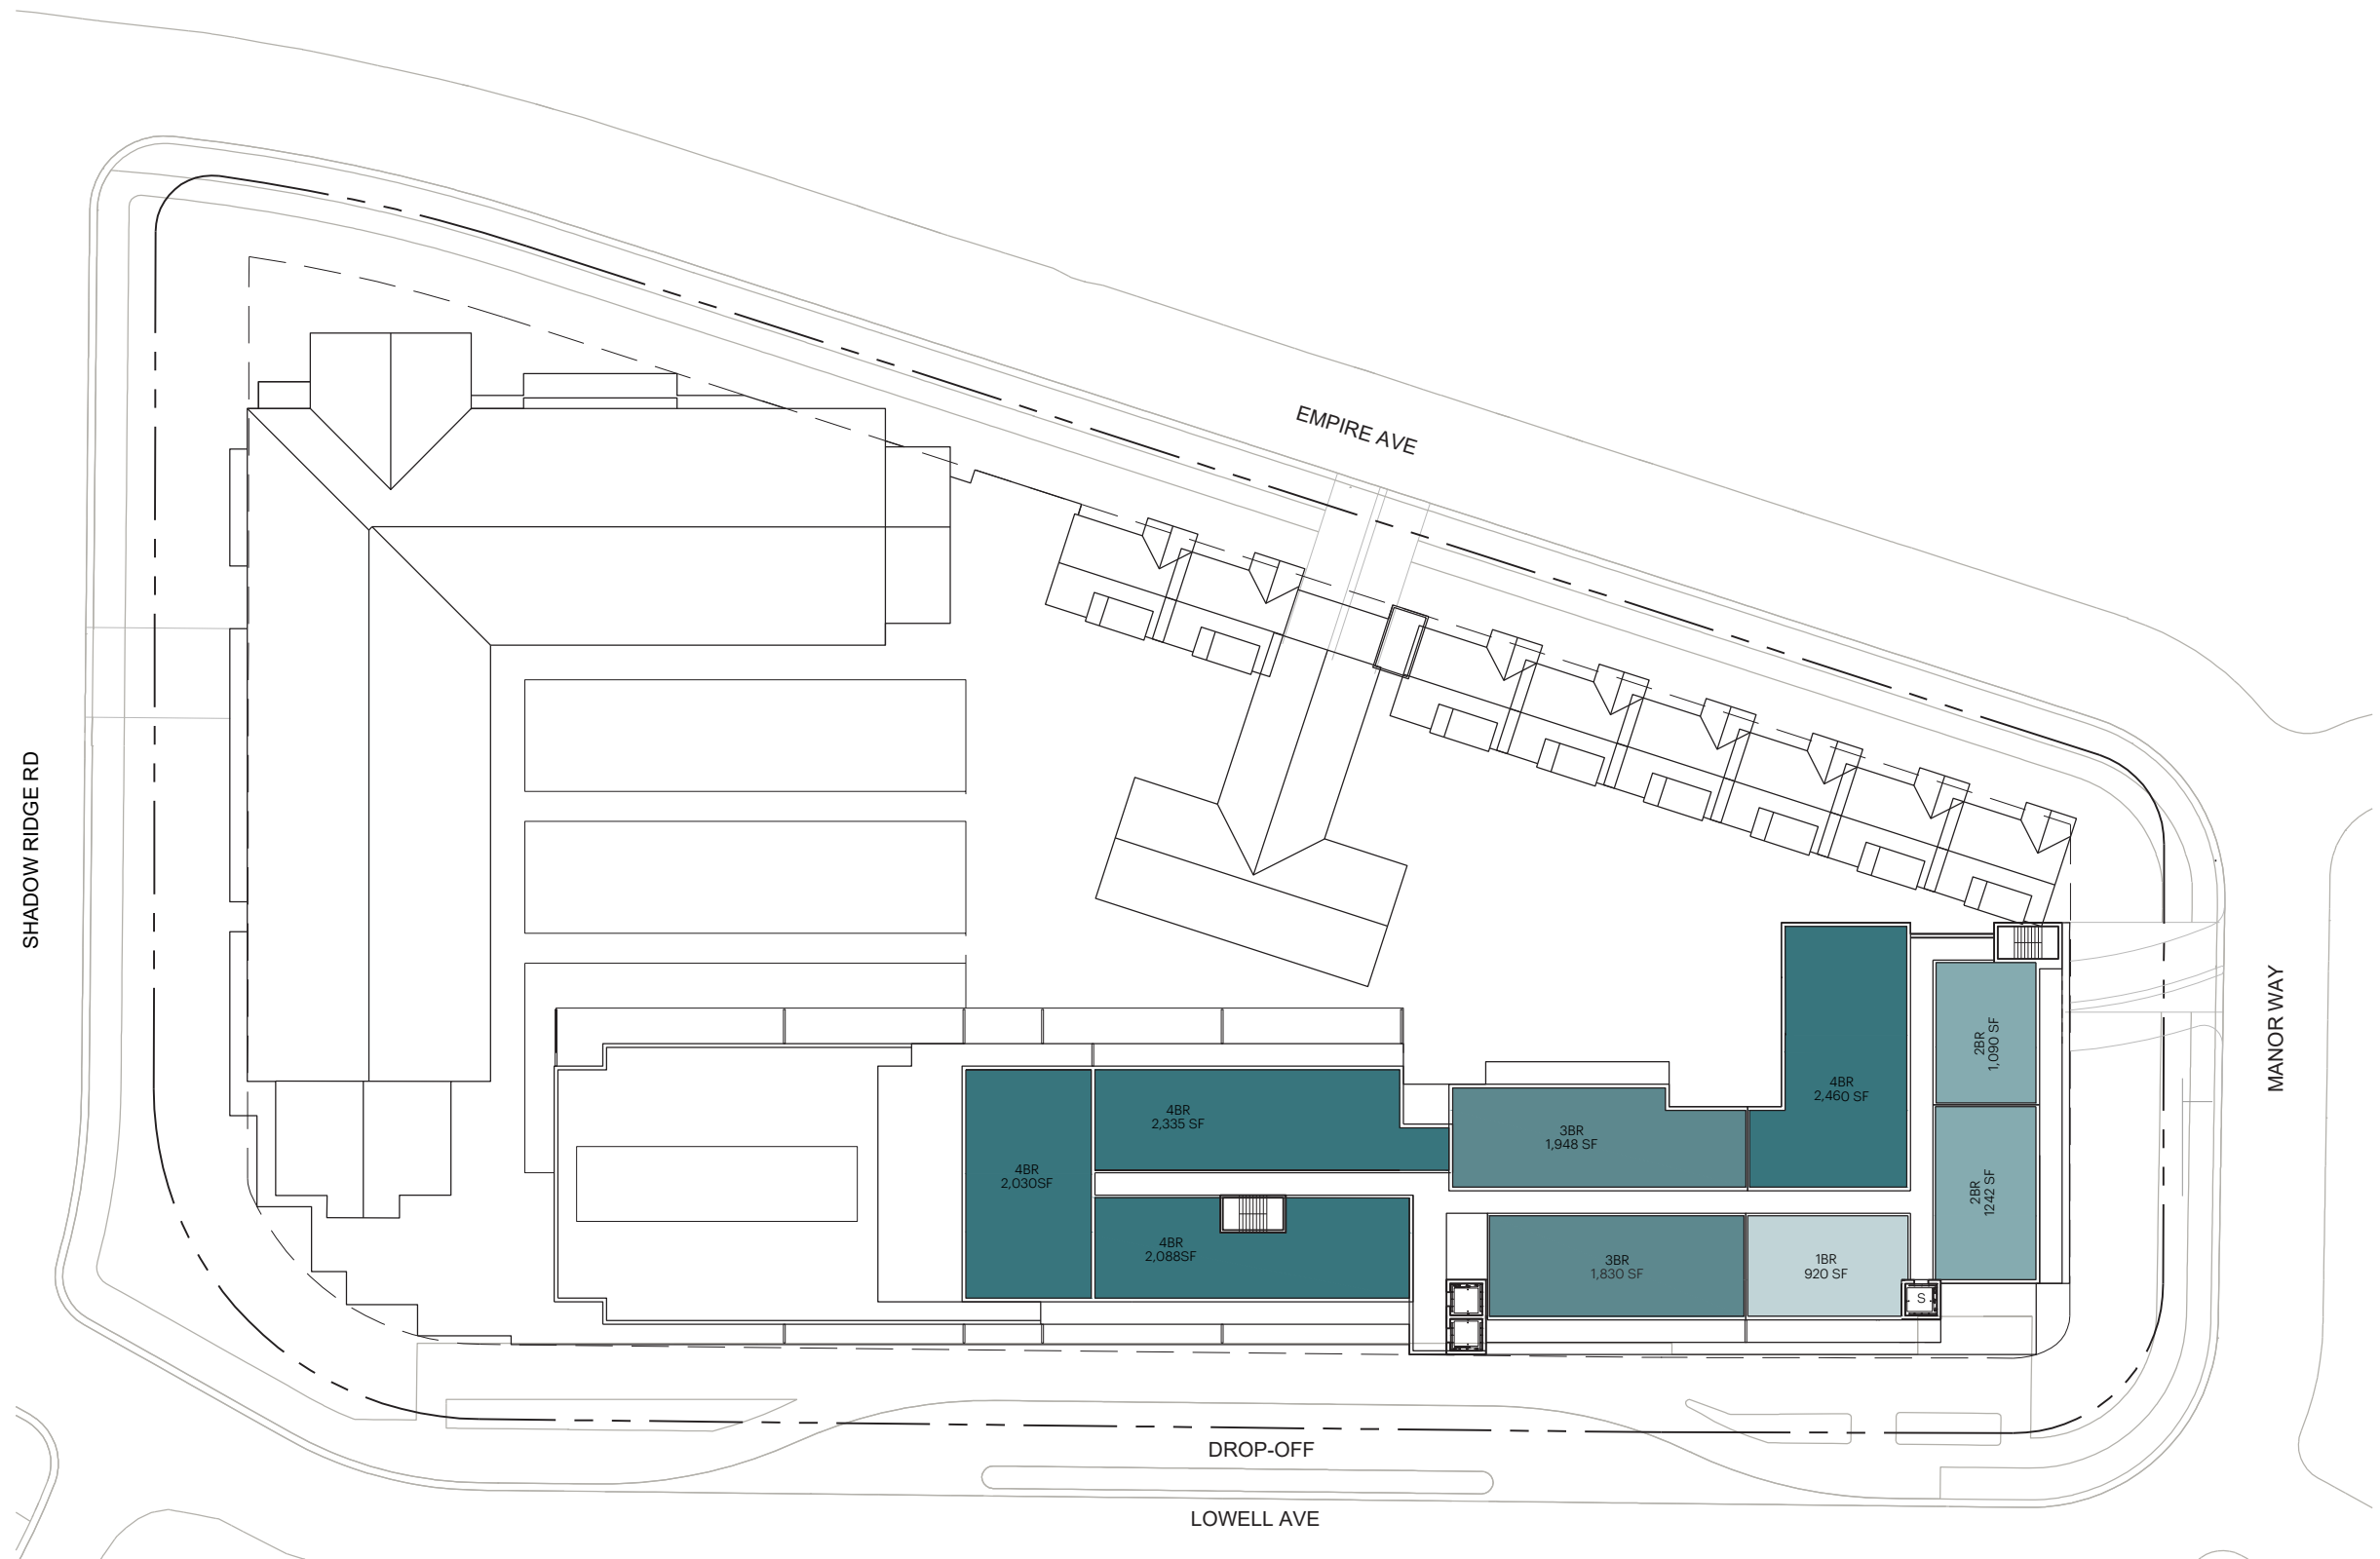 EMPIRE AVE
SHADOW RIDGE RD
MANOR WAY
4BR
2,460 SF
2BR
1,090 SF
4BR
2,335 SF
3BR
1,948 SF
4BR
2,030SF
2BR
1242 SF
4BR
2,088SF
3BR
1,830 SF
1BR
920 SF
S
DROP-OFF
LOWELL AVE